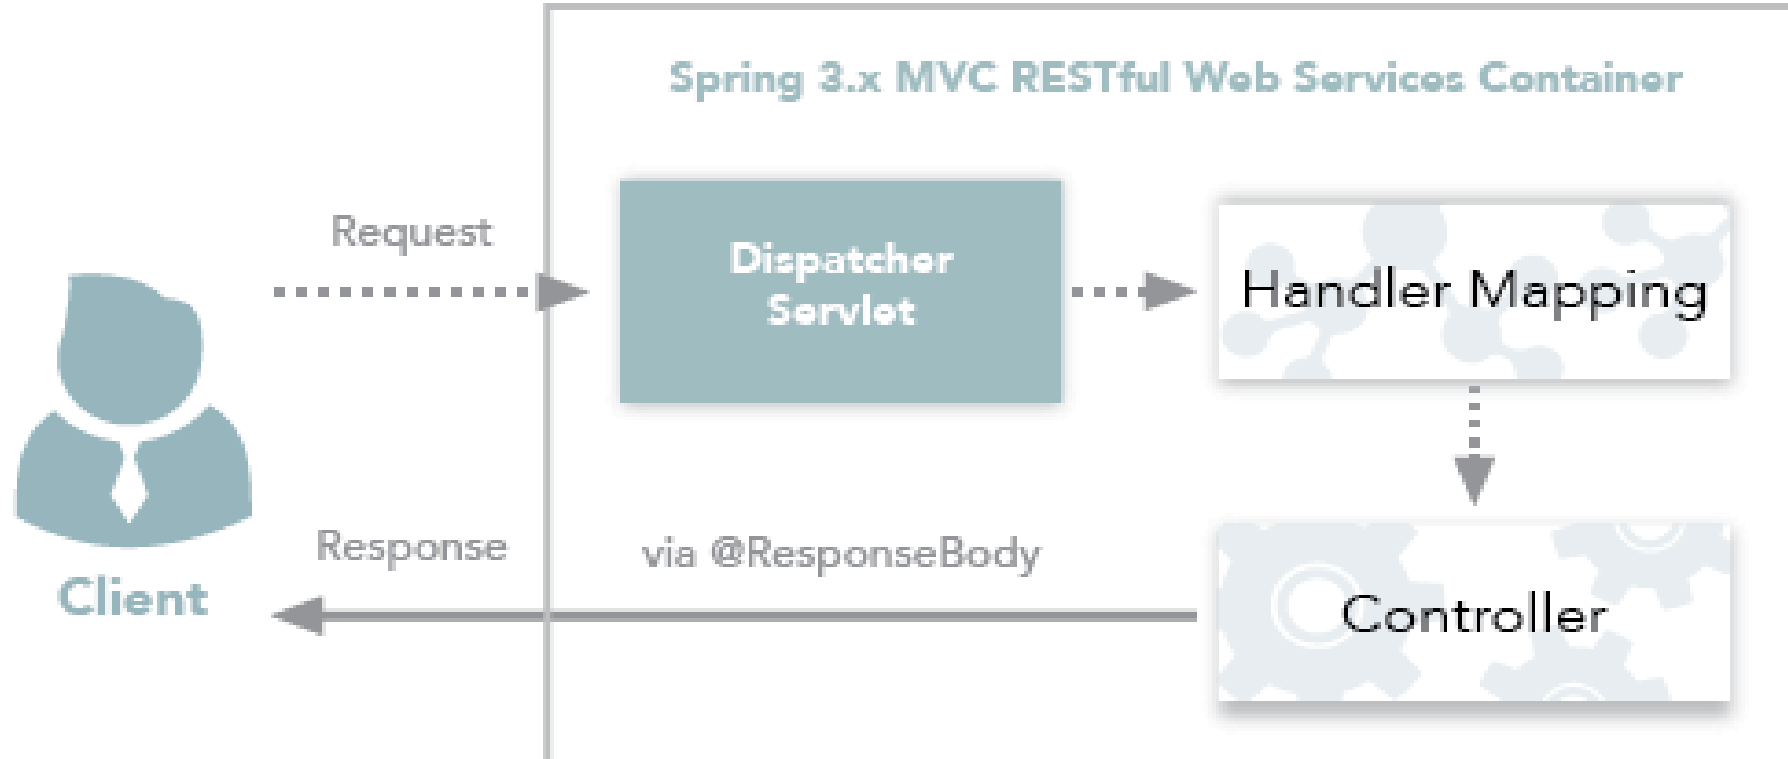 Spring 3.x MVC RESTful Web Services Container
Request
Dispatcher
Servlet
Handler Mapping
Client
Response
via @ResponseBody
Controller